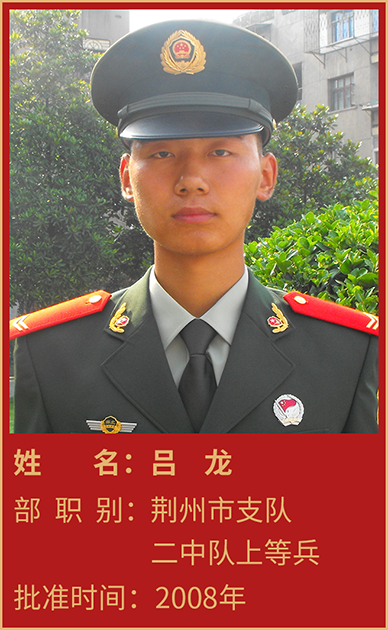 姓 名：吕 龙
部 职 别：荆州市支队
二中队上等兵
批准时间：2008年